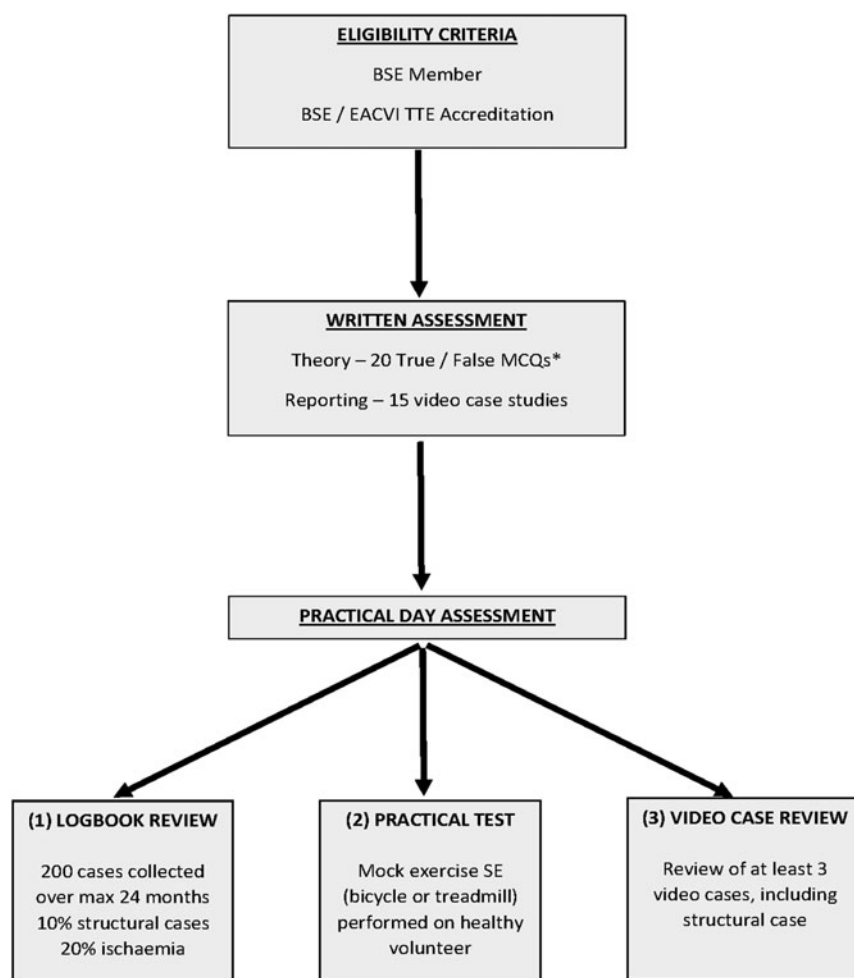 ELIGIBILITY CRITERIA
BSE Member
BSE / EACVI TTE Accreditation
WRITTEN ASSESSMENT
Theory – 20 True / False MCQs*
Reporting – 15 video case studies
PRACTICAL DAY ASSESSMENT
(1) LOGBOOK REVIEW
200 cases collected
over max 24 months
10% structural cases
20% ischaemia
(2) PRACTICAL TEST
Mock exercise SE
(bicycle or treadmill)
performed on healthy
volunteer
(3) VIDEO CASE REVIEW
Review of at least 3
video cases, including
structural case